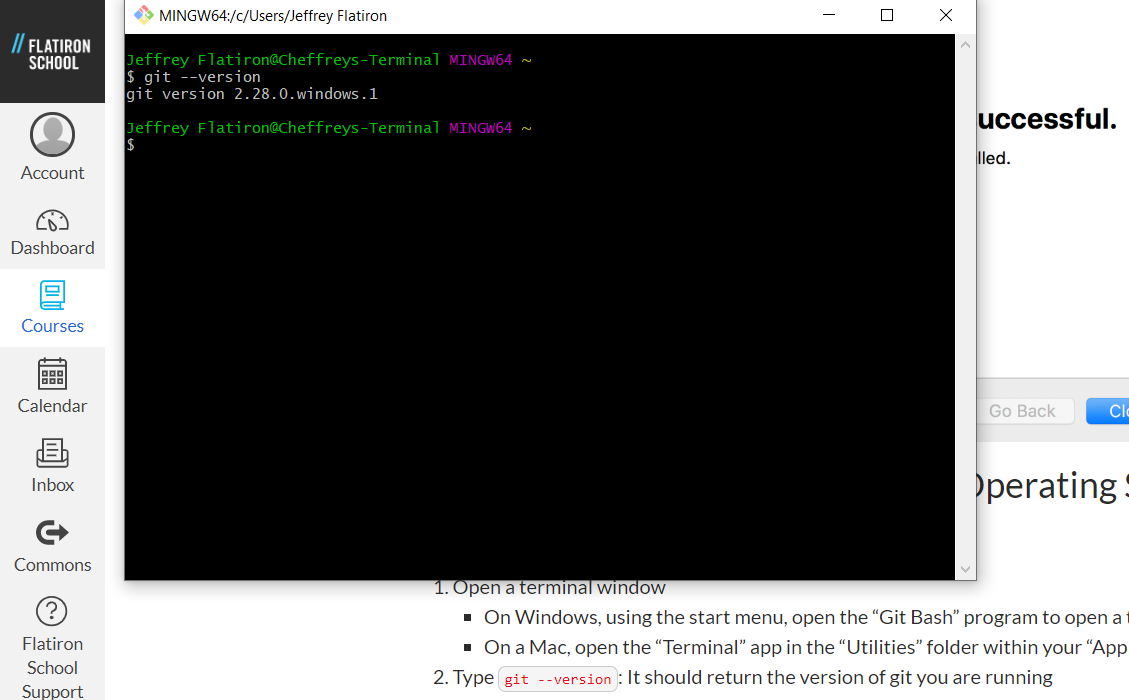 FLATIRON
SCHOOL
Account
Dashboard
Courses
Calendar
Inbox
Commons
Flatiron
School
Support
MINGW64:/c/Users/Jeffrey Flatiron
Jeffrey Flatiron@Cheffreys-Terminal MINGW64 ~
$ git --version
git version 2.28.0.windows.1
Jeffrey Flatiron@Cheffreys-Terminal MINGW64 ~
$
uccessful.
lled.
Go Back
Clo
Operating S
1. Open a terminal window
▪ On Windows, using the start menu, open the “Git Bash” program to open a t
▪ On a Mac, open the “Terminal” app in the “Utilities” folder within your “App
2. Type git --version: It should return the version of git you are running